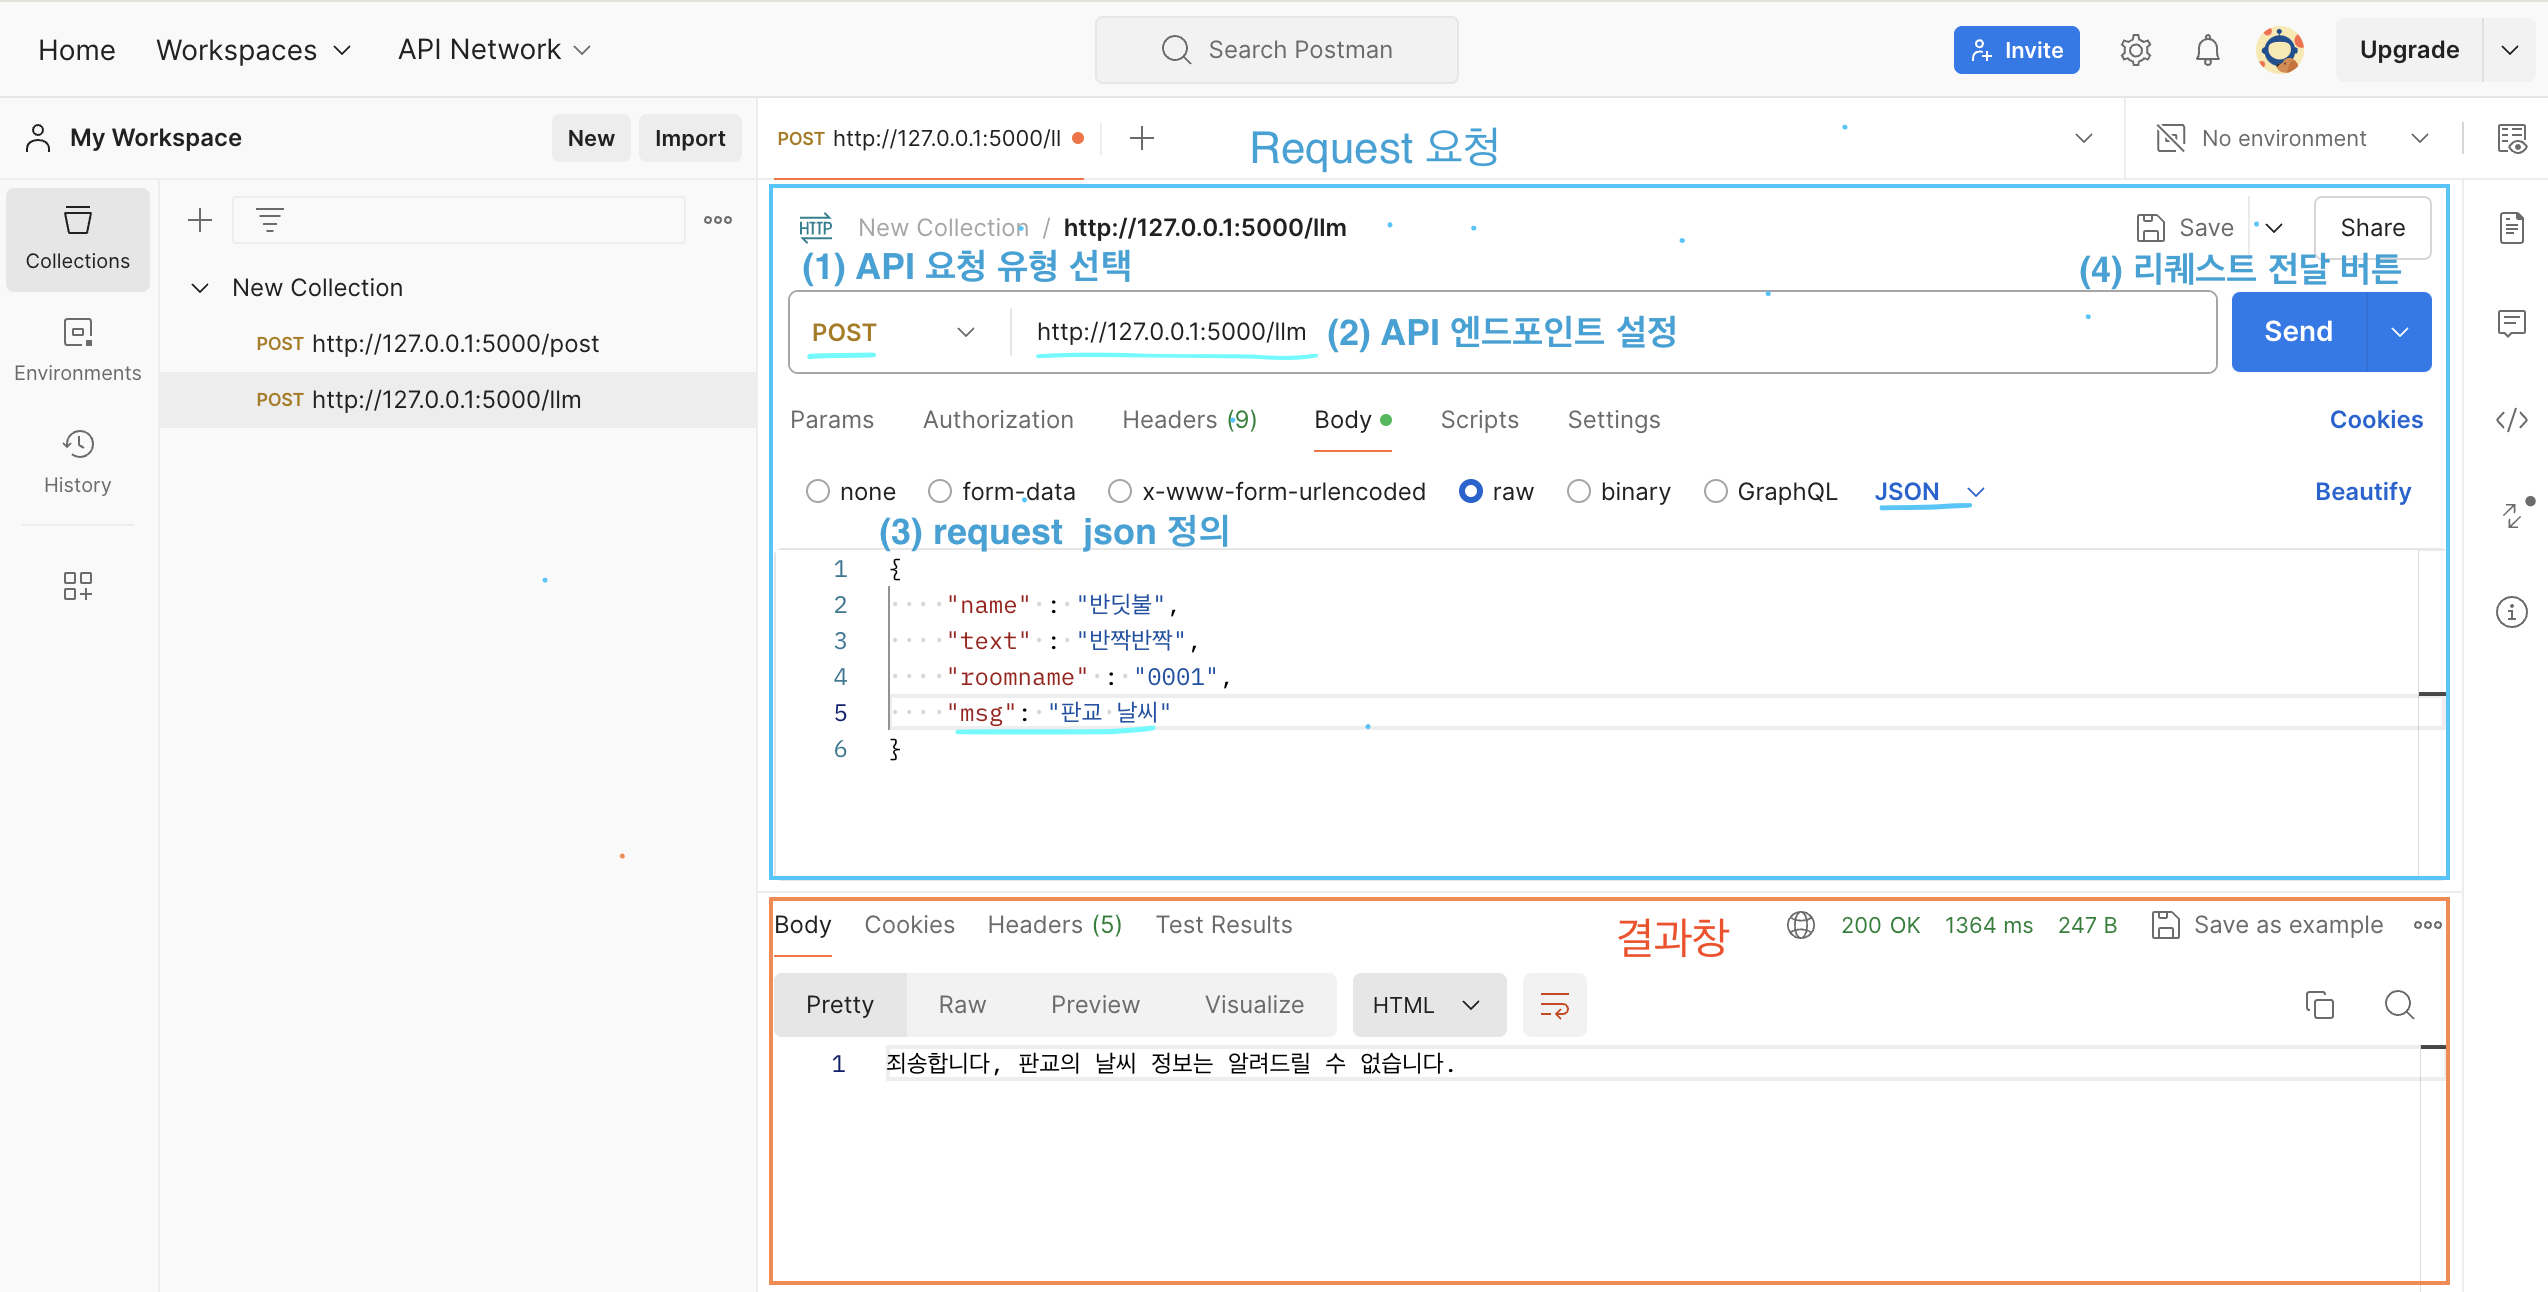 Home Workspaces API Network Search Postman Invite Upgrade
My Workspace New Import POST http://127.0.0.1:5000/ll Request 요청 No environment
Collections
Environments
History
New Collection
POST http://127.0.0.1:5000/post
POST http://127.0.0.1:5000/llm
HTTP New Collection / http://127.0.0.1:5000/llm Save Share
(1) API 요청 유형 선택 (4) 리퀘스트 전달 버튼
POST http://127.0.0.1:5000/llm (2) API 엔드포인트 설정 Send
Params Authorization Headers (9) Body Scripts Settings Cookies
none form-data x-www-form-urlencoded raw binary GraphQL JSON Beautify
(3) request json 정의
1 {
2 "name" : "반딧불",
3 "text" : "반짝반짝",
4 "roomname" : "0001",
5 "msg": "판교 날씨"
6 }
Body Cookies Headers (5) Test Results 결과창 200 OK 1364 ms 247 B Save as example
Pretty Raw Preview Visualize HTML
1 죄송합니다, 판교의 날씨 정보는 알려드릴 수 없습니다.